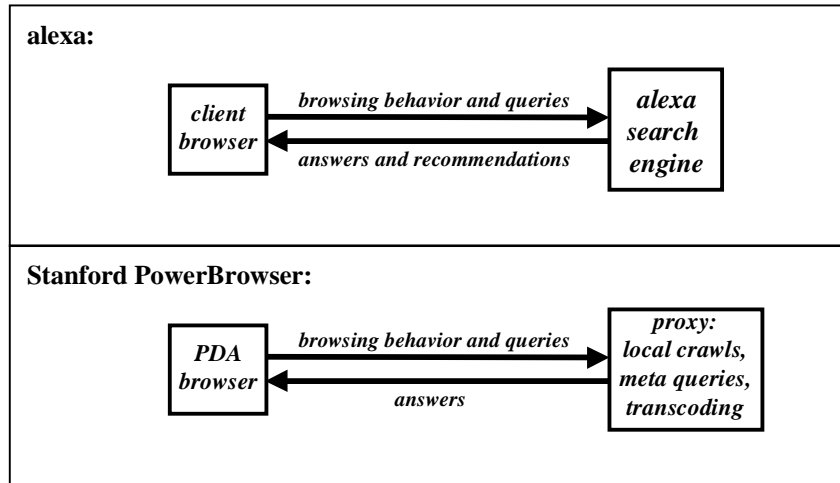 alexa:
client
browser
browsing behavior and queries
answers and recommendations
alexa
search
engine
Stanford PowerBrowser:
PDA
browser
browsing behavior and queries
answers
proxy:
local crawls,
meta queries,
transcoding